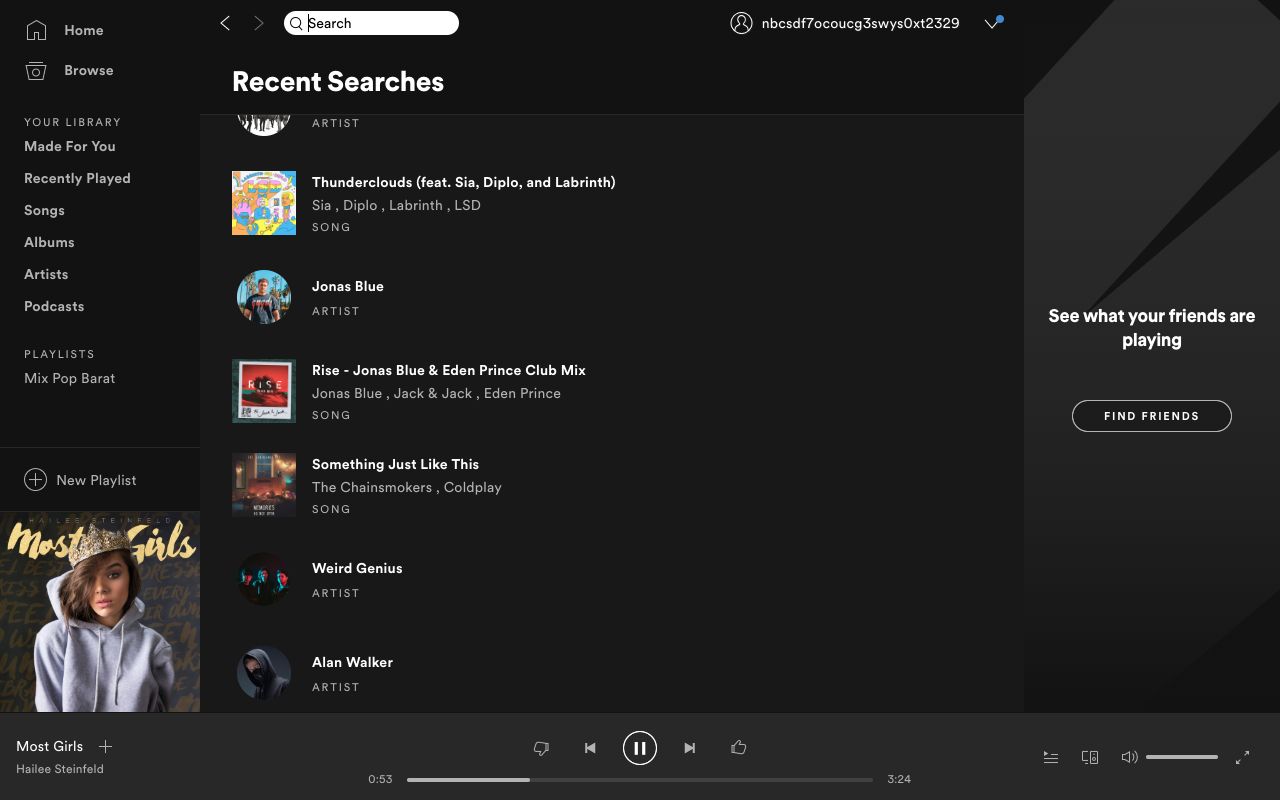 Home
Browse
YOUR LIBRARY
Made For You
Recently Played
Songs
Albums
Artists
Podcasts
PLAYLISTS
Mix Pop Barat
New Playlist
HAILEE STEINFELD
Most Girls
Search
nbcsdf7ocoucg3swys0xt2329
Recent Searches
ARTIST
Thunderclouds (feat. Sia, Diplo, and Labrinth)
Sia , Diplo , Labrinth , LSD
SONG
Jonas Blue
ARTIST
RISE
Rise - Jonas Blue & Eden Prince Club Mix
Jonas Blue , Jack & Jack , Eden Prince
SONG
Something Just Like This
The Chainsmokers , Coldplay
SONG
Weird Genius
ARTIST
Alan Walker
ARTIST
See what your friends are
playing
FIND FRIENDS
Most Girls
Hailee Steinfeld
0:53
3:24